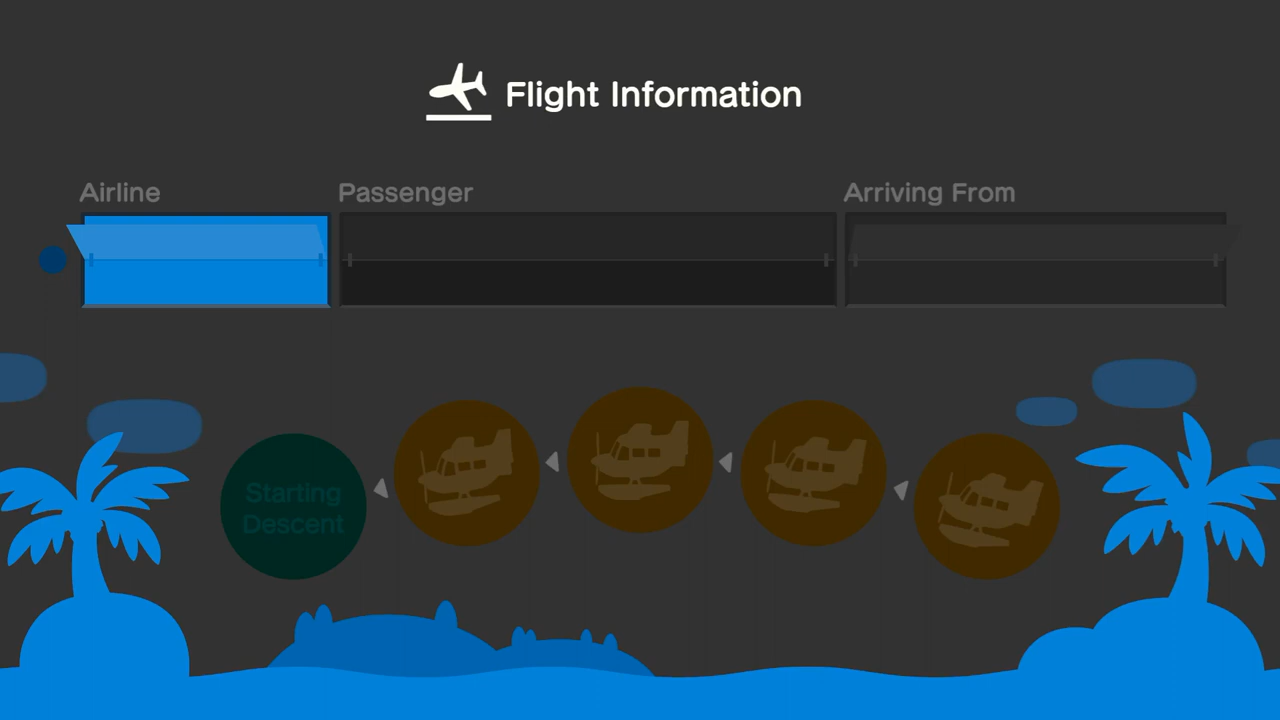 Flight Information
Airline
Passenger
Arriving From
Starting
Descent